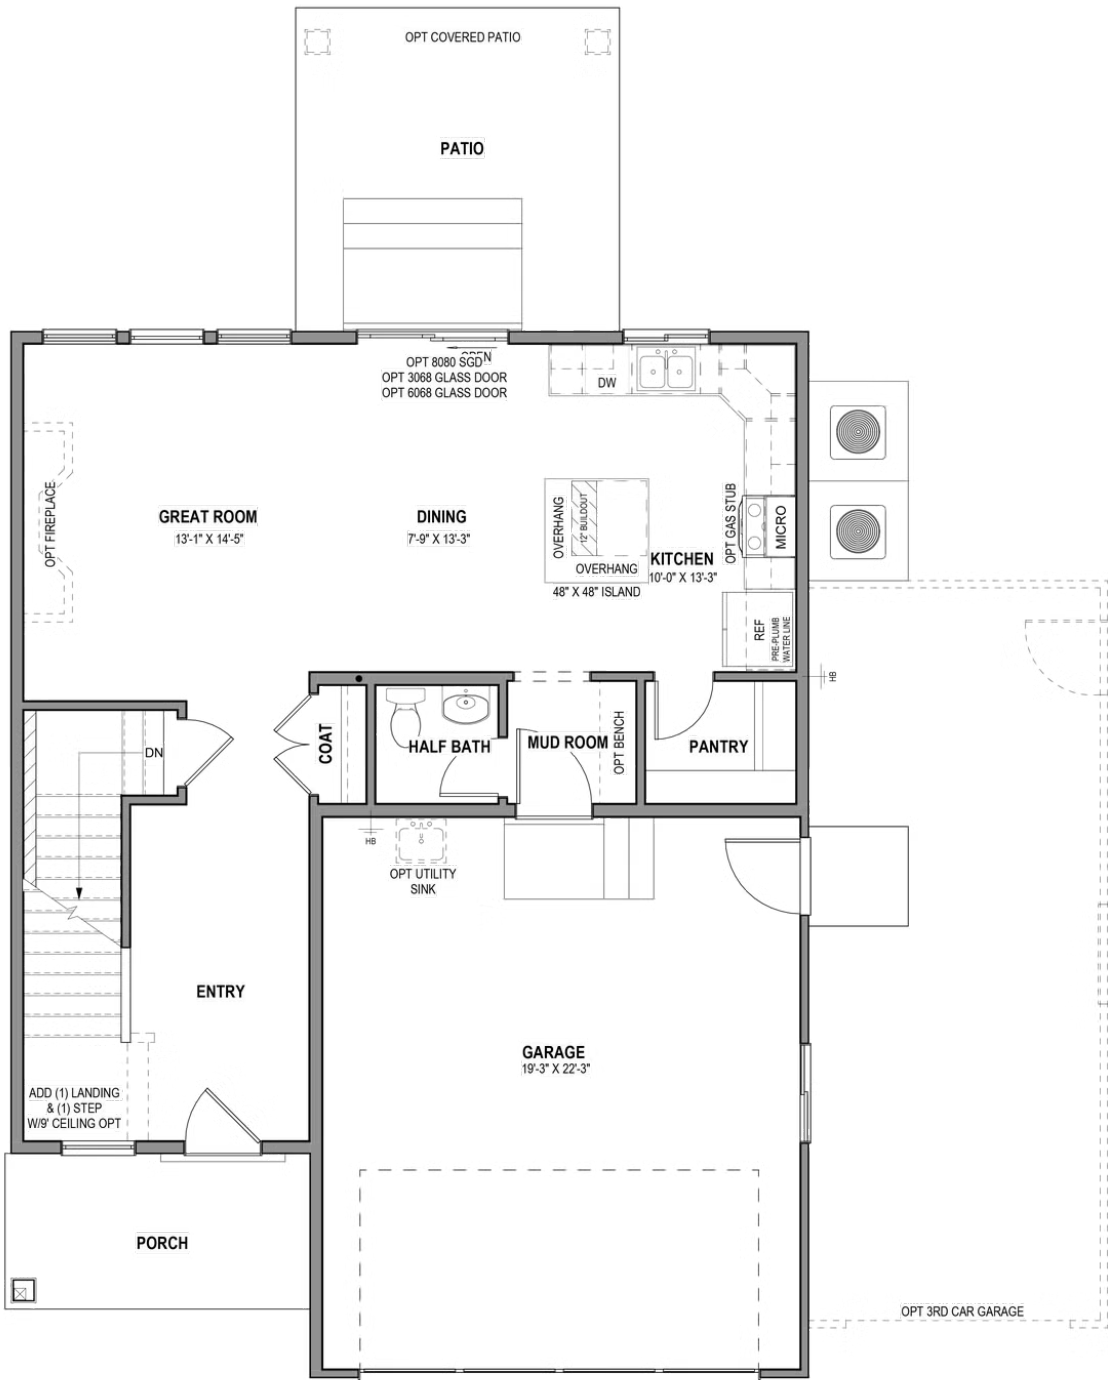 OPT COVERED PATIO
PATIO
OPEN
OPT 8080 SGD
OPT 3068 GLASS DOOR
OPT 6068 GLASS DOOR
DW
OPT FIREPLACE
GREAT ROOM
13'-1" X 14'-5"
DINING
7'-9" X 13'-3"
OVERHANG
12" BUILDOUT
OVERHANG
48" X 48" ISLAND
KITCHEN
10'-0" X 13'-3"
OPT GAS STUB
MICRO
REF
PRE-PLUMB
WATER LINE
HB
DN
COAT
HALF BATH
MUD ROOM
OPT BENCH
PANTRY
HB
OPT UTILITY
SINK
ENTRY
GARAGE
19'-3" X 22'-3"
ADD (1) LANDING
& (1) STEP
W/9' CEILING OPT
PORCH
OPT 3RD CAR GARAGE